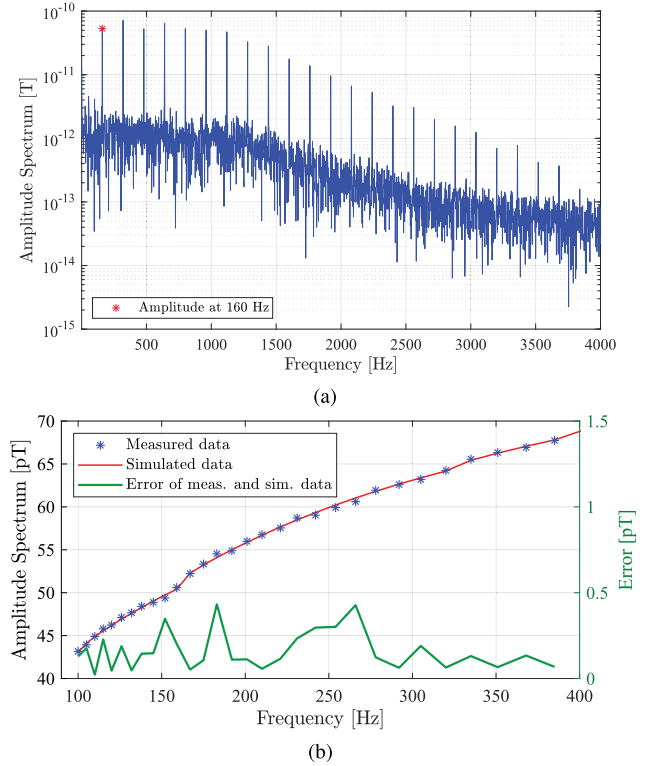 10^-10
10^-11
10^-12
10^-13
10^-14
10^-15
Amplitude Spectrum [T]
Amplitude at 160 Hz
500 1000 1500 2000 2500 3000 3500 4000
Frequency [Hz]
(a)
70
65
60
55
50
45
40
Amplitude Spectrum [pT]
Measured data
Simulated data
Error of meas. and sim. data
1.5
1
0.5
0
Error [pT]
100 150 200 250 300 350 400
Frequency [Hz]
(b)